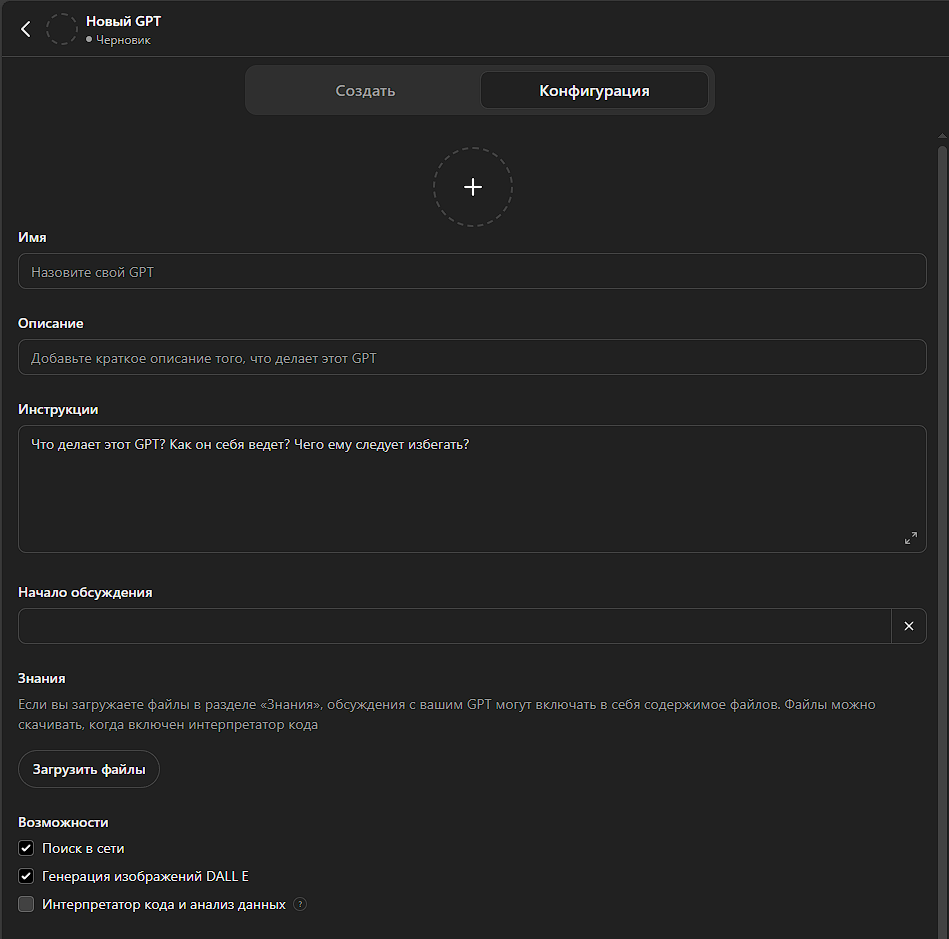 Новый GPT
Черновик
Создать
Конфигурация
Имя
Назовите свой GPT
Описание
Добавьте краткое описание того, что делает этот GPT
Инструкции
Что делает этот GPT? Как он себя ведет? Чего ему следует избегать?
Начало обсуждения
Знания
Если вы загружаете файлы в разделе «Знания», обсуждения с вашим GPT могут включать в себя содержимое файлов. Файлы можно
скачивать, когда включен интерпретатор кода
Загрузить файлы
Возможности
Поиск в сети
Генерация изображений DALL E
Интерпретатор кода и анализ данных ?